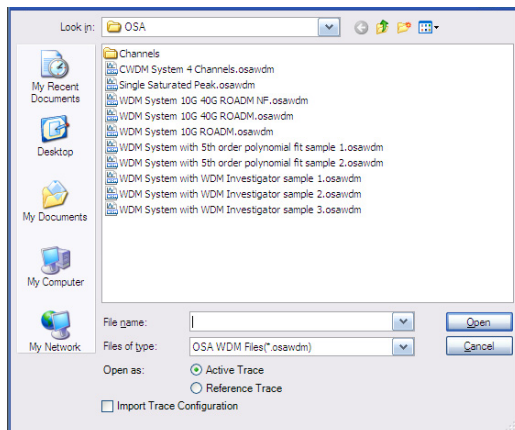 Look in: OSA
My Recent Documents
Desktop
My Documents
My Computer
My Network
Channels
CWDM System 4 Channels.osawdm
Single Saturated Peak.osawdm
WDM System 10G 40G ROADM NF.osawdm
WDM System 10G 40G ROADM.osawdm
WDM System 10G ROADM.osawdm
WDM System with 5th order polynomial fit sample 1.osawdm
WDM System with 5th order polynomial fit sample 2.osawdm
WDM System with WDM Investigator sample 1.osawdm
WDM System with WDM Investigator sample 2.osawdm
WDM System with WDM Investigator sample 3.osawdm
File name: Open
Files of type: OSA WDM Files(*.osawdm) Cancel
Open as: Active Trace
Reference Trace
Import Trace Configuration